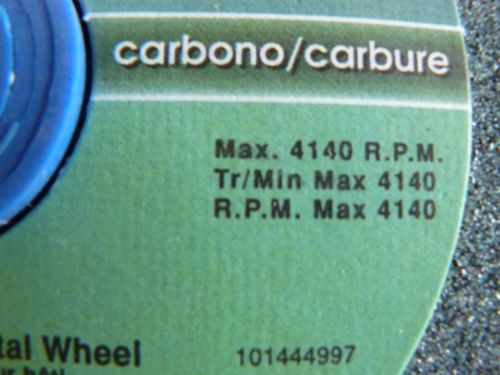 carbono/carbure
Max. 4140 R.P.M.
Tr/Min Max 4140
R.P.M. Max 4140
tal Wheel
101444997